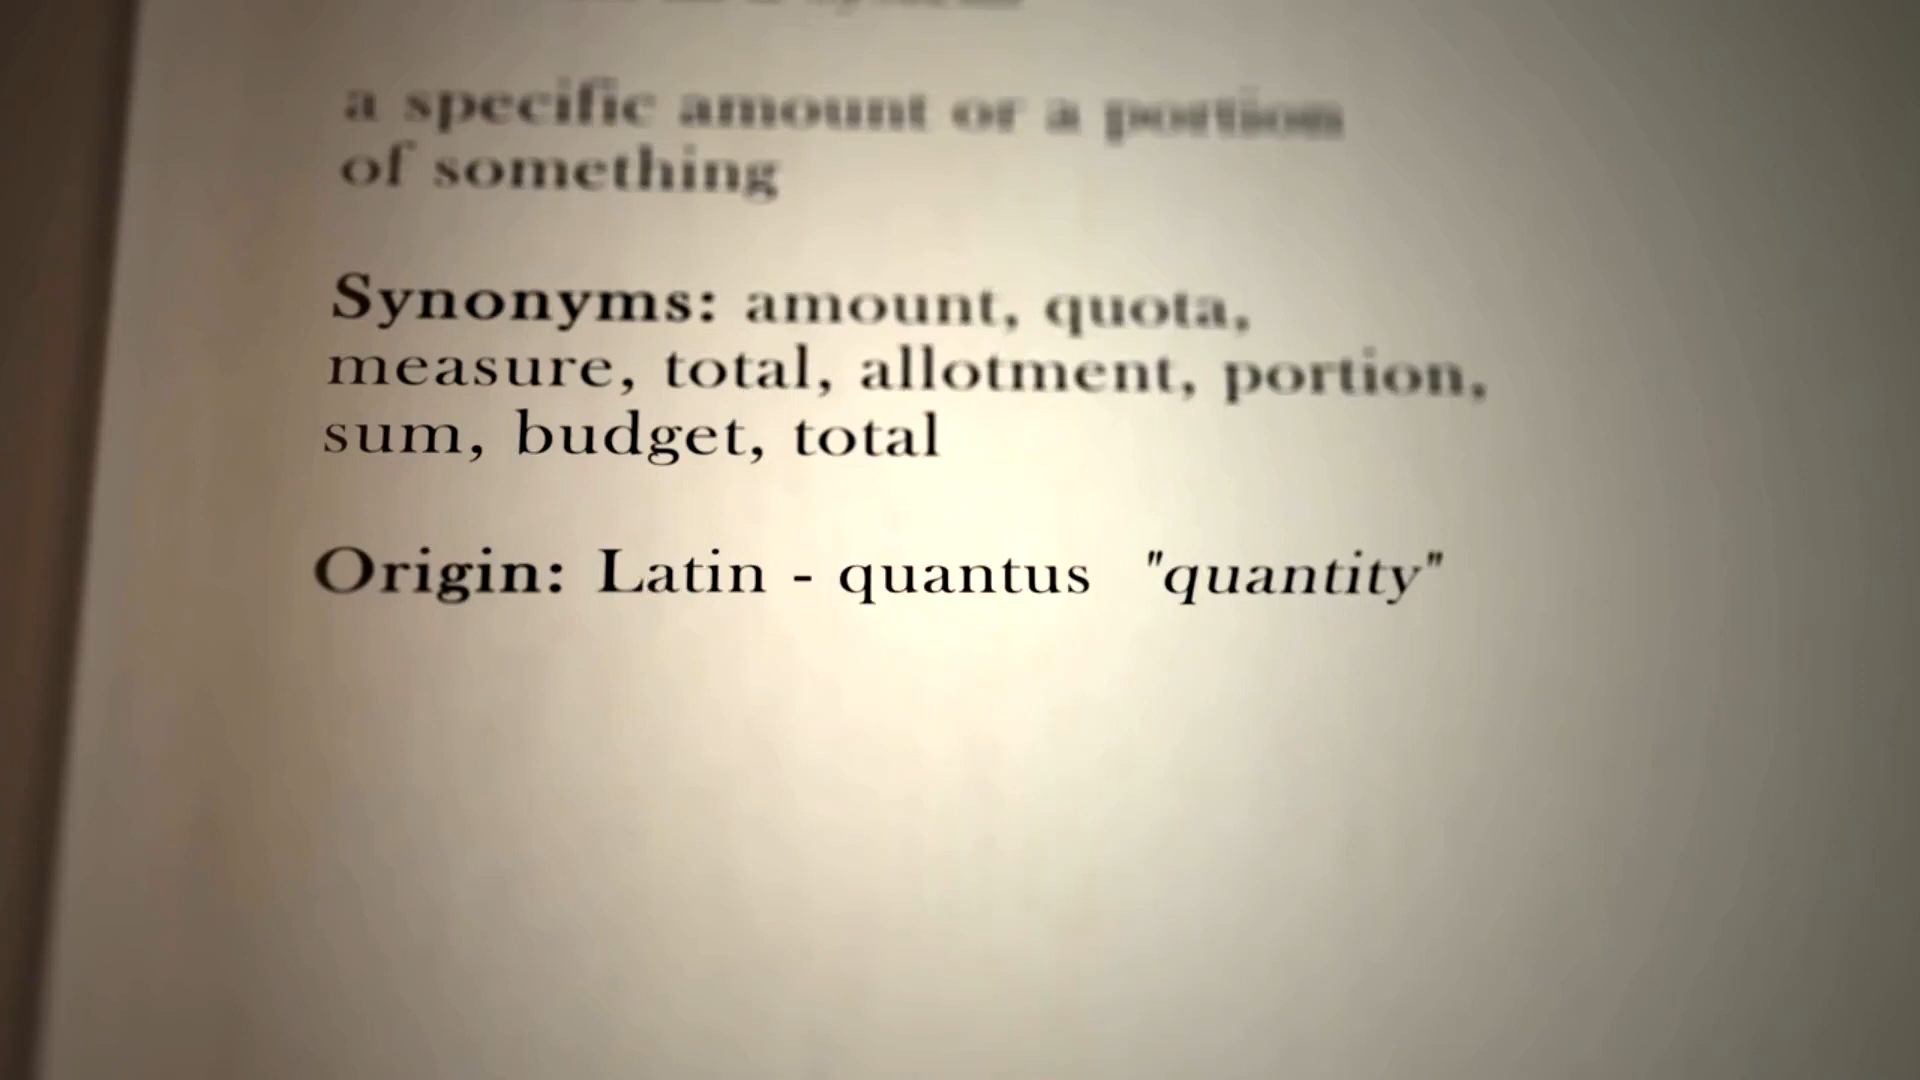 a specific amount or a portion
of something
Synonyms: amount, quota,
measure, total, allotment, portion,
sum, budget, total
Origin: Latin - quantus "quantity"